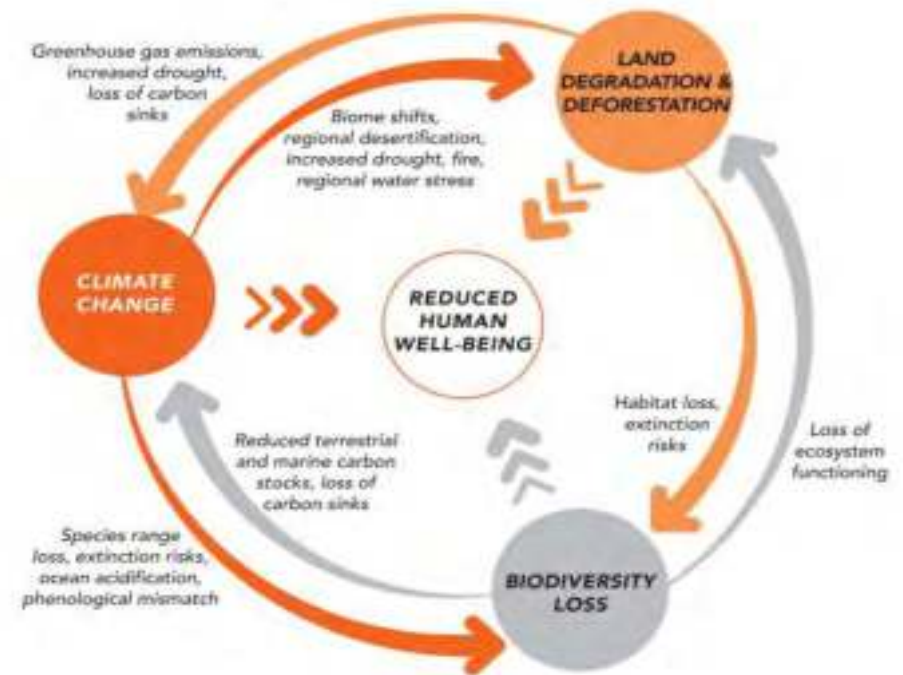 Greenhouse gas emissions,
increased drought,
loss of carbon
sinks
LAND
DEGRADATION &
DEFORESTATION
Biome shifts,
regional desertification,
increased drought, fire,
regional water stress
CLIMATE
CHANGE
REDUCED
HUMAN
WELL-BEING
Habitat loss,
extinction
risks
Loss of
ecosystem
functioning
Reduced terrestrial
and marine carbon
stocks, loss of
carbon sinks
Species range
loss, extinction risks,
ocean acidification,
phenological mismatch
BIODIVERSITY
LOSS